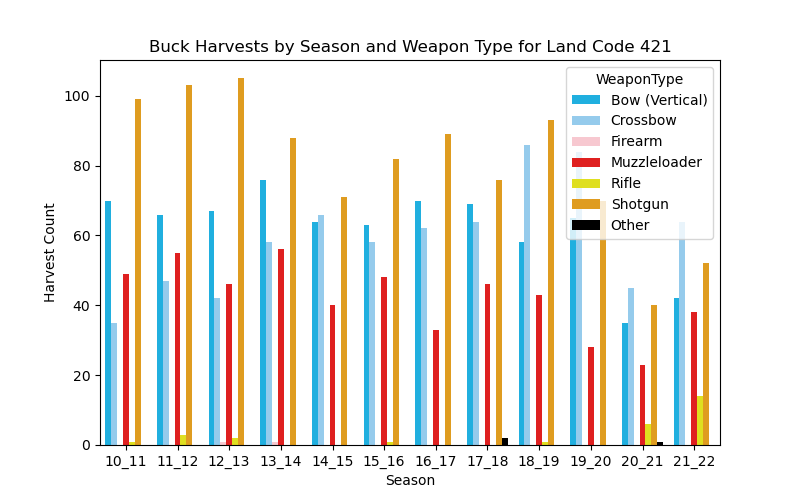 Buck Harvests by Season and Weapon Type for Land Code 421
WeaponType
Bow (Vertical)
Crossbow
Firearm
Muzzleloader
Rifle
Shotgun
Other
Harvest Count
100
80
60
40
20
0
10_11 11_12 12_13 13_14 14_15 15_16 16_17 17_18 18_19 19_20 20_21 21_22
Season